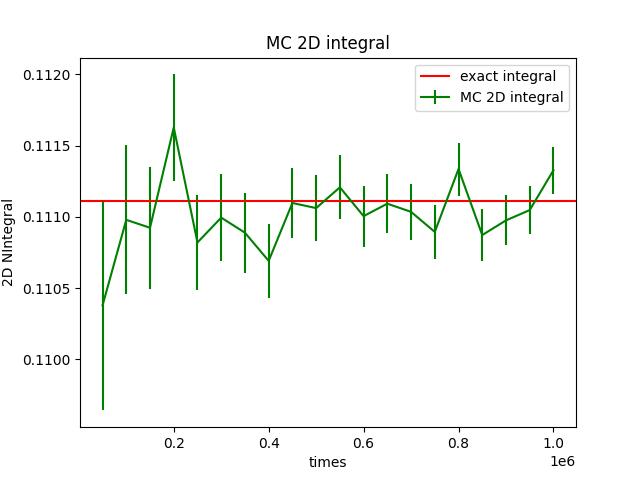 MC 2D integral
exact integral
MC 2D integral
0.1120
0.1115
0.1110
0.1105
0.1100
2D NIntegral
0.2
0.4
0.6
0.8
1.0
times
1e6